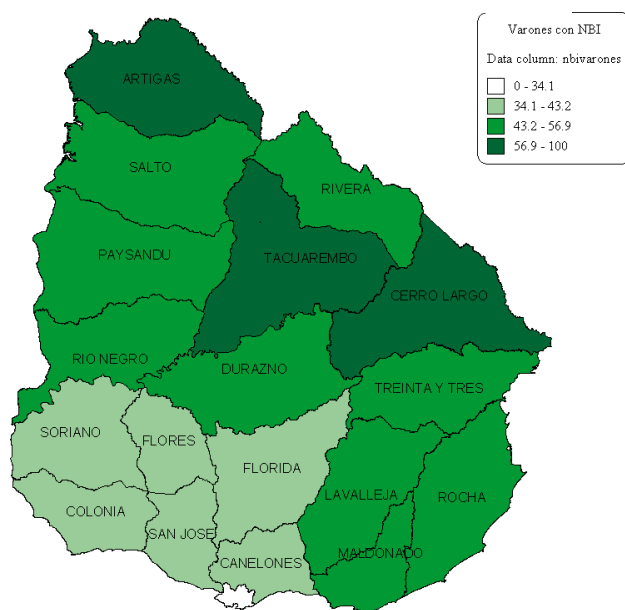 Varones con NBI
Data column: nbivarones
0 - 34.1
34.1 - 43.2
43.2 - 56.9
56.9 - 100
ARTIGAS
SALTO
RIVERA
PAYSANDU
TACUAREMBO
CERRO LARGO
RIO NEGRO
DURAZNO
TREINTA Y TRES
SORIANO
FLORES
FLORIDA
LAVALLEJA
ROCHA
COLONIA
SAN JOSE
MALDONADO
CANELONES